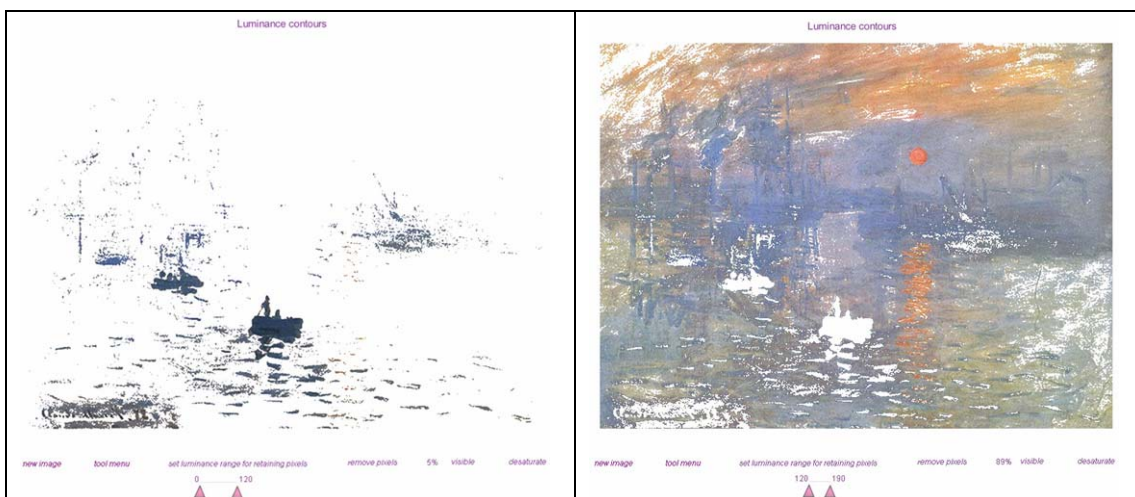 Luminance contours
new image tool menu set luminance range for retaining pixels remove pixels 5% visible desaturate
0 120
Luminance contours
new image tool menu set luminance range for retaining pixels remove pixels 89% visible desaturate
120 190